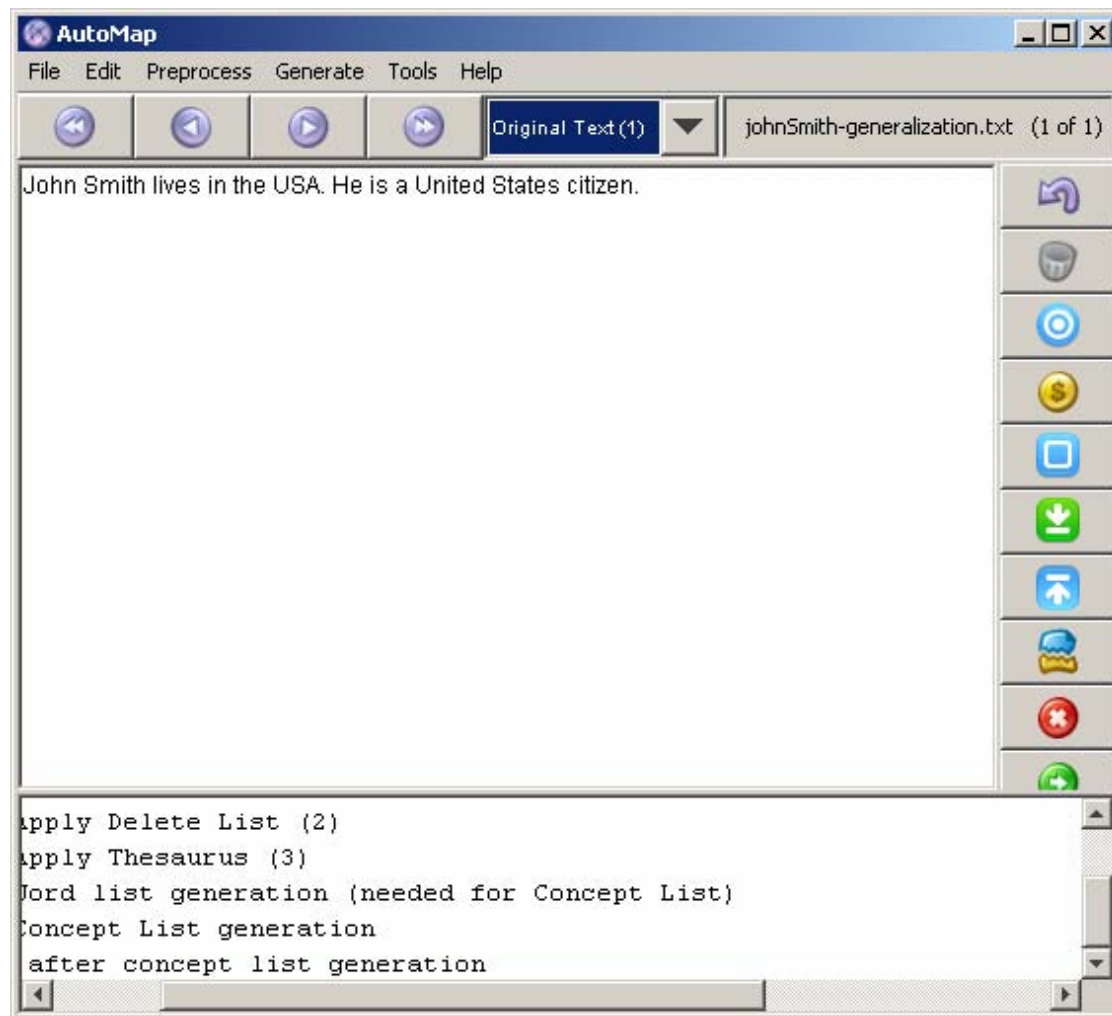 AutoMap
File Edit Preprocess Generate Tools Help
Original Text (1) johnSmith-generalization.txt (1 of 1)
John Smith lives in the USA. He is a United States citizen.
pply Delete List (2)
pply Thesaurus (3)
ord list generation (needed for Concept List)
oncept List generation
after concept list generation